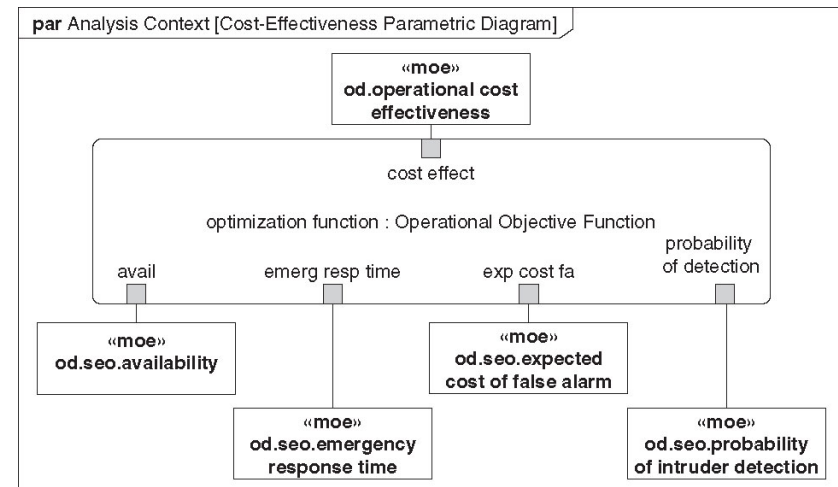 par Analysis Context [Cost-Effectiveness Parametric Diagram]
«moe»
od.operational cost
effectiveness
cost effect
optimization function : Operational Objective Function
avail
emerg resp time
exp cost fa
probability
of detection
«moe»
od.seo.availability
«moe»
od.seo.expected
cost of false alarm
«moe»
od.seo.emergency
response time
«moe»
od.seo.probability
of intruder detection